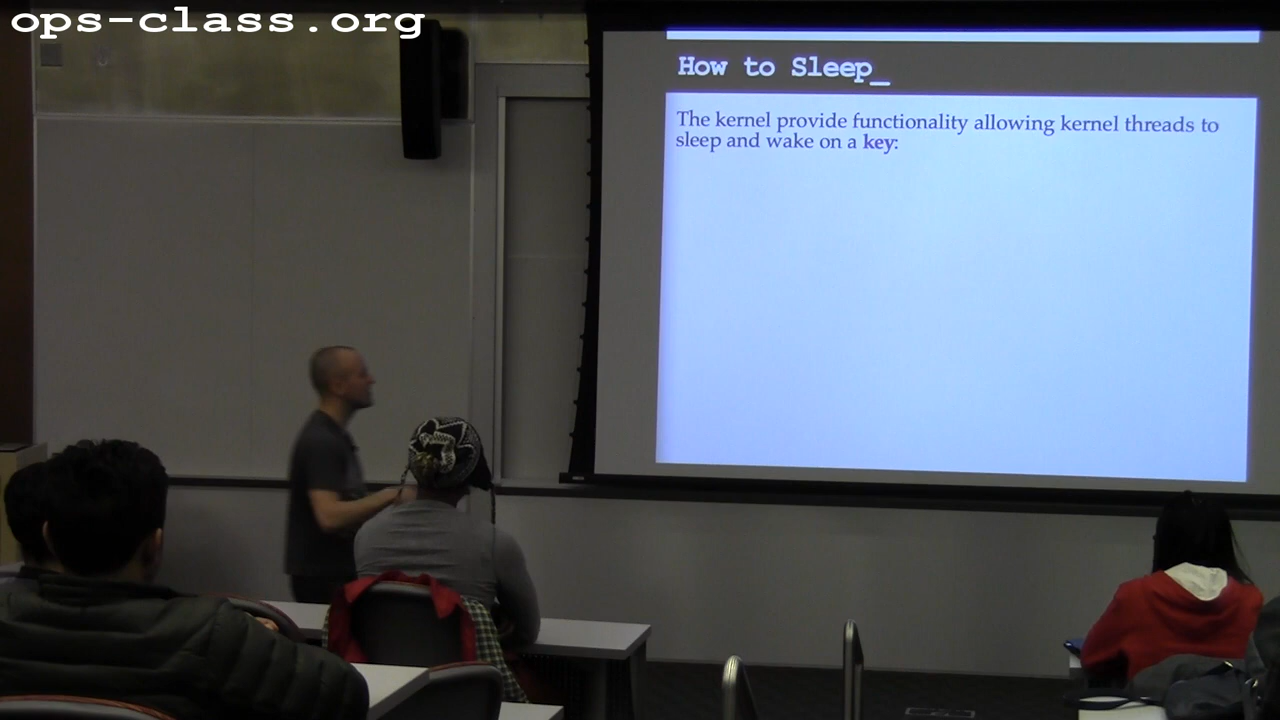 ops-class.org
How to Sleep_
The kernel provide functionality allowing kernel threads to
sleep and wake on a key: